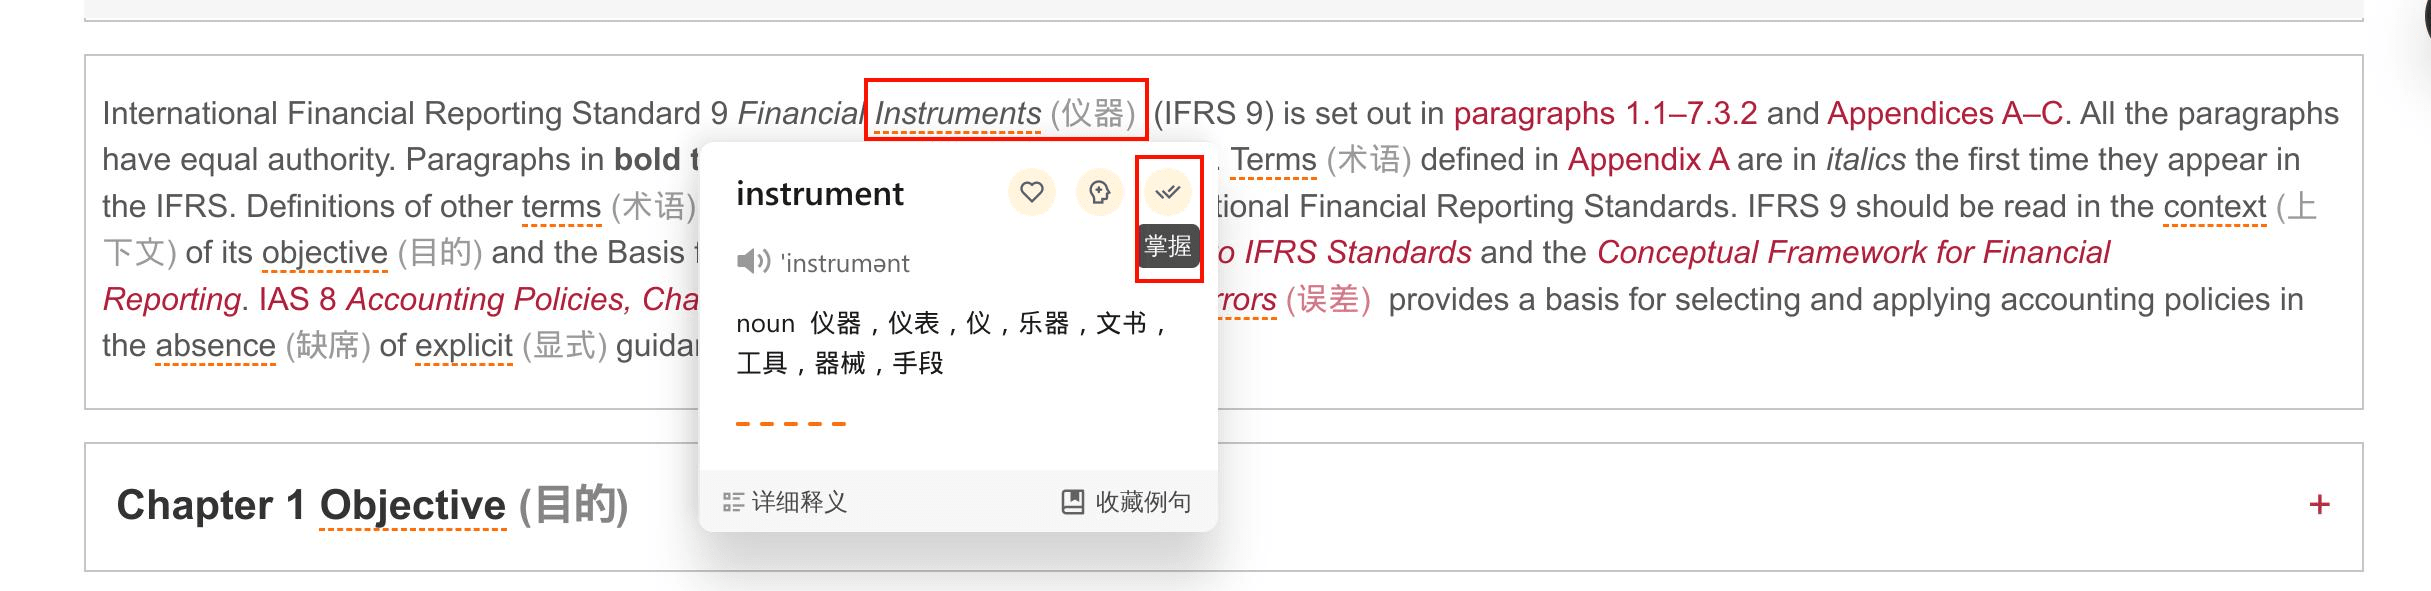 International Financial Reporting Standard 9 Financial Instruments (仪器) (IFRS 9) is set out in paragraphs 1.1–7.3.2 and Appendices A–C. All the paragraphs
have equal authority. Paragraphs in bold t . Terms (术语) defined in Appendix A are in italics the first time they appear in
the IFRS. Definitions of other terms (术语) tional Financial Reporting Standards. IFRS 9 should be read in the context (上
下文) of its objective (目的) and the Basis f o IFRS Standards and the Conceptual Framework for Financial
Reporting. IAS 8 Accounting Policies, Cha rrors (误差) provides a basis for selecting and applying accounting policies in
the absence (缺席) of explicit (显式) guidan
instrument
掌握
'instrumənt
noun 仪器，仪表，仪，乐器，文书，
工具，器械，手段
详细释义 收藏例句
Chapter 1 Objective (目的) +